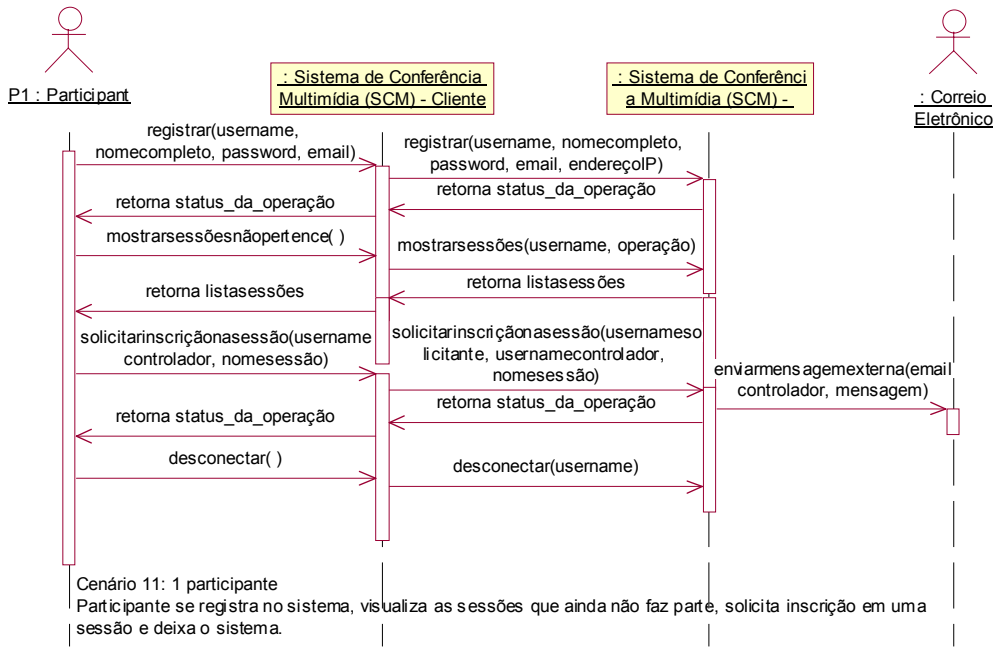 P1 : Participant
: Sistema de Conferência
Multimídia (SCM) - Cliente
: Sistema de Conferênci
a Multimídia (SCM) -
: Correio
Eletrônico
registrar(username,
nomecompleto, password, email)
registrar(username, nomecompleto,
password, email, endereçoIP)
retorna status_da_operação
retorna status_da_operação
mostrarsessõesnãopertence( )
mostrarsessões(username, operação)
retorna listasessões
retorna listasessões
solicitarinscriçãonasessão(username
controlador, nomesessão)
solicitarinscriçãonasessão(usernameso
licitante, usernamecontrolador,
nomesessão)
enviarmensagemexterna(email
controlador, mensagem)
retorna status_da_operação
retorna status_da_operação
desconectar( )
desconectar(username)
Cenário 11: 1 participante
Participante se registra no sistema, visualiza as sessões que ainda não faz parte, solicita inscrição em uma
sessão e deixa o sistema.